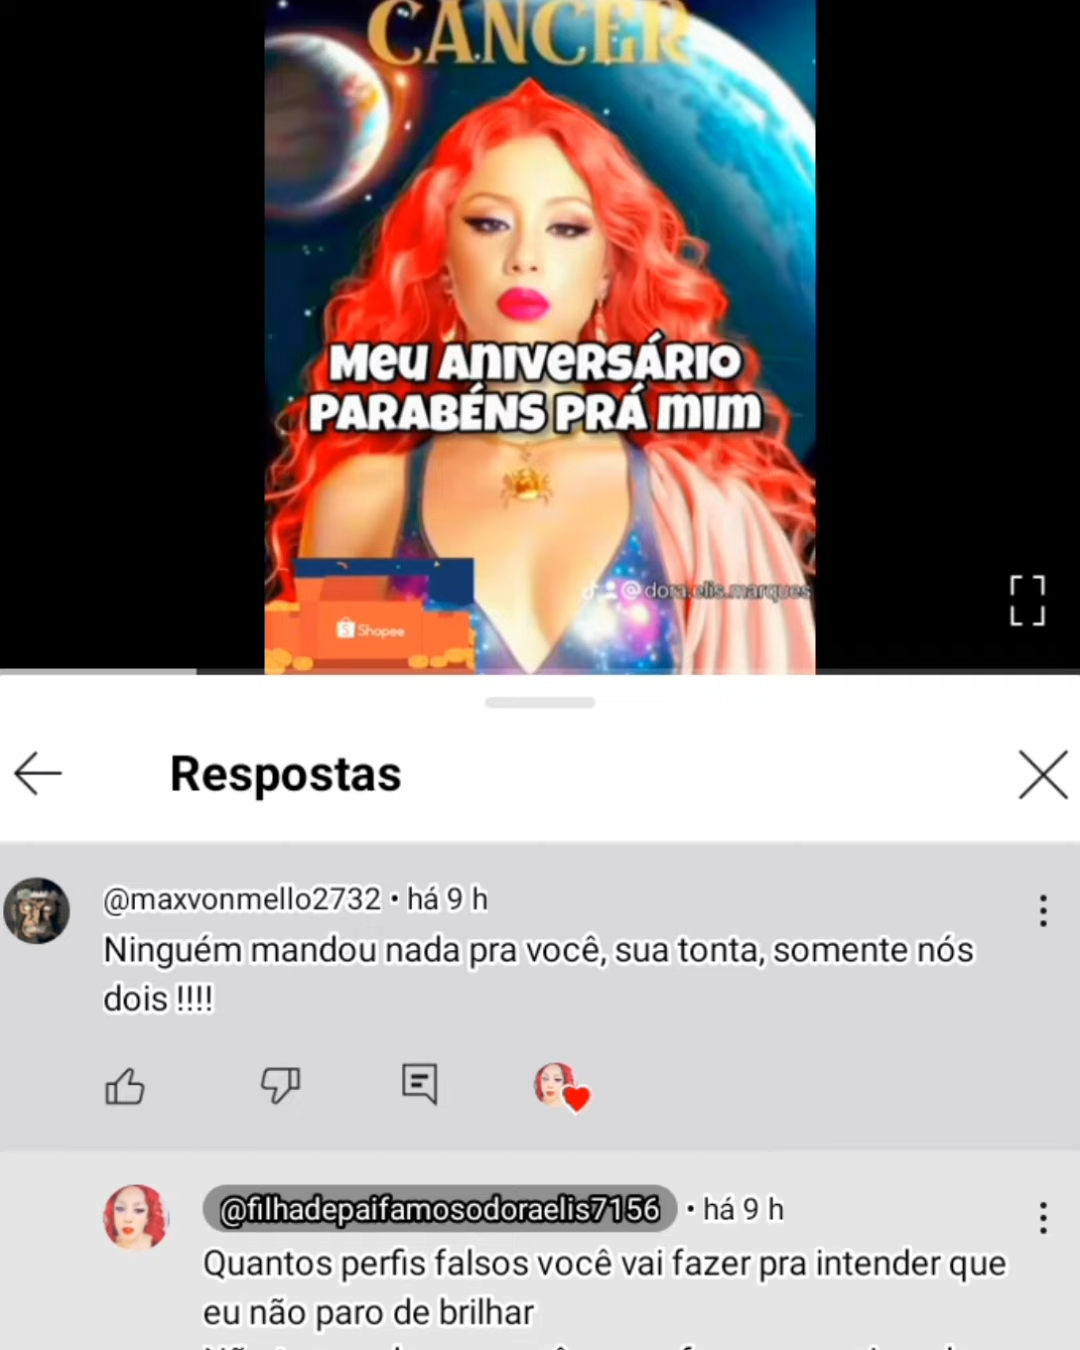 CANCER
Meu Aniversário
Parabéns prá mim
@dora.elis.marques
Shopee
Respostas
@maxvonmello2732 • há 9 h
Ninguém mandou nada pra você, sua tonta, somente nós
dois !!!!
@filhadepaifamosodoraelis7156 • há 9 h
Quantos perfis falsos você vai fazer pra intender que
eu não paro de brilhar